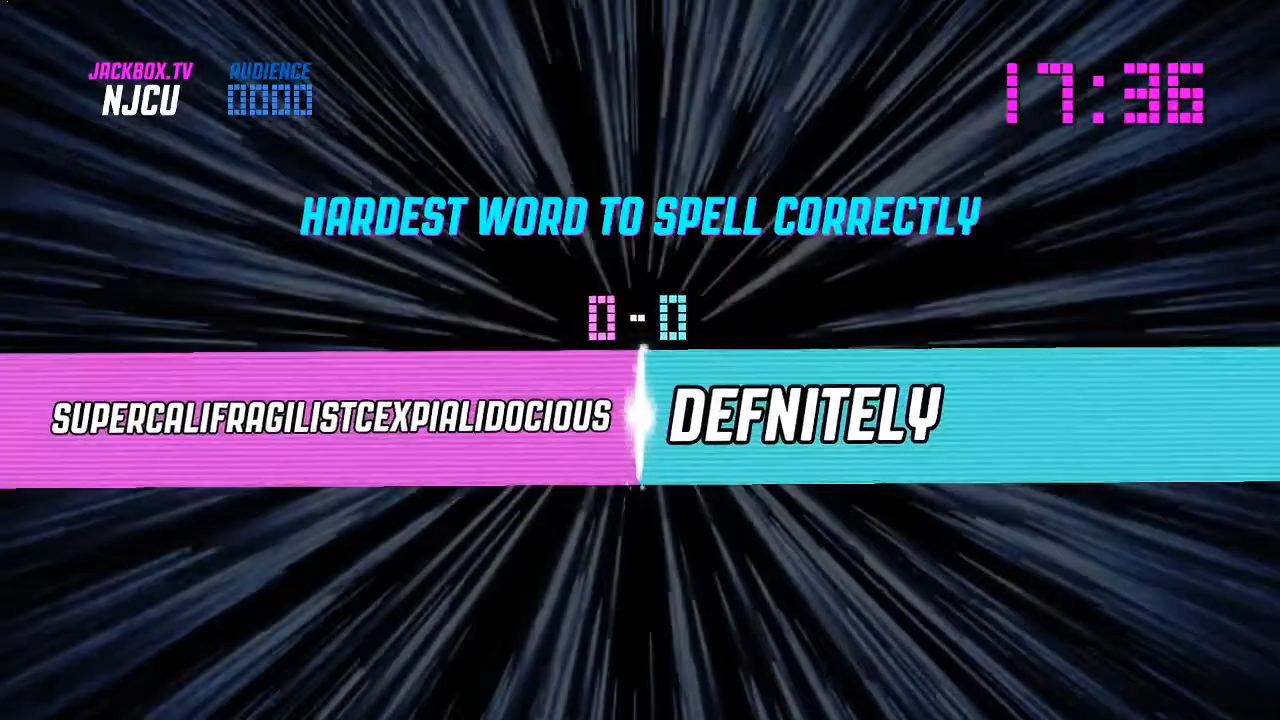 JACKBOX.TV
NJCU
AUDIENCE
0000
17:36
HARDEST WORD TO SPELL CORRECTLY
0-0
SUPERCALIFRAGILISTCEXPIALIDOCIOUS
DEFNITELY